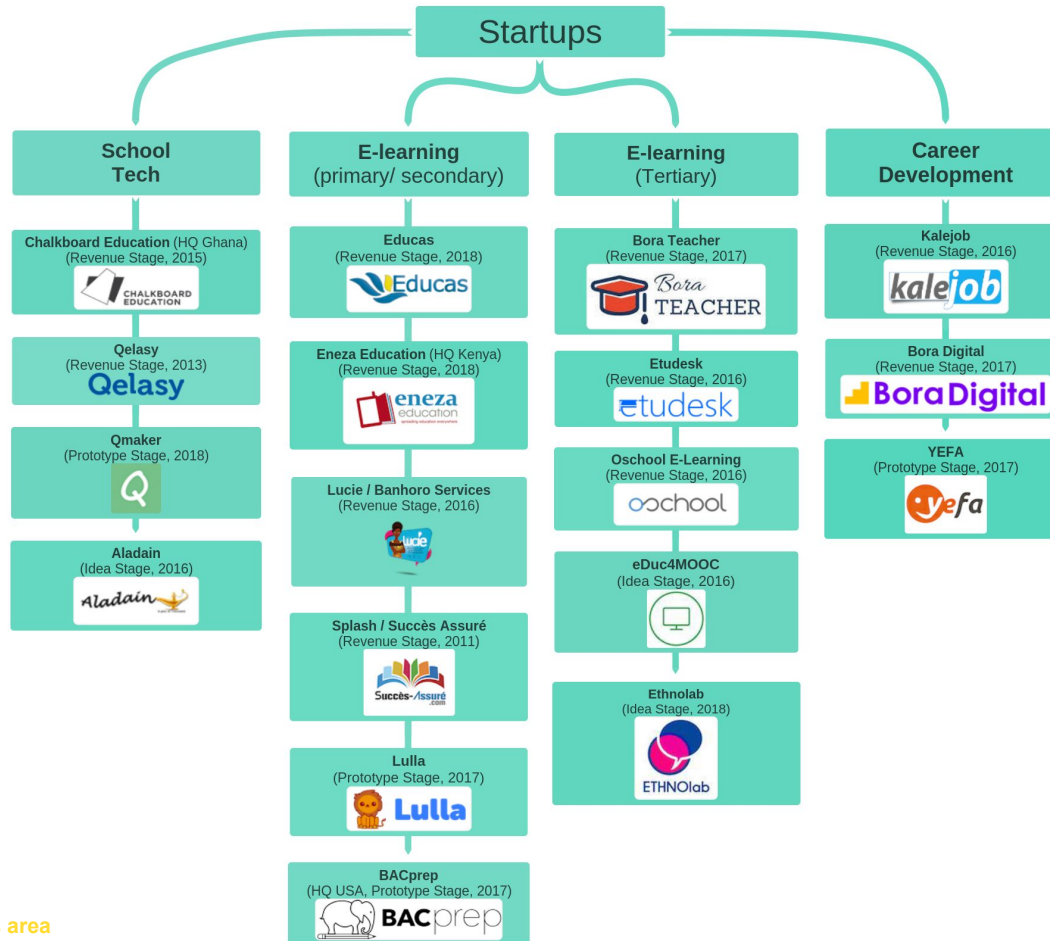 Startups
School
Tech
Chalkboard Education (HQ Ghana)
(Revenue Stage, 2015)
CHALKBOARD
EDUCATION
Qelasy
(Revenue Stage, 2013)
Qelasy
Qmaker
(Prototype Stage, 2018)
Q
Aladain
(Idea Stage, 2016)
Aladain
E-learning
(primary/ secondary)
Educas
(Revenue Stage, 2018)
Educas
Eneza Education (HQ Kenya)
(Revenue Stage, 2018)
eneza
education
Lucie / Banhoro Services
(Revenue Stage, 2016)
Lucie
Splash / Succès Assuré
(Revenue Stage, 2011)
Succès-Assuré
.com
Lulla
(Prototype Stage, 2017)
Lulla
BACprep
(HQ USA, Prototype Stage, 2017)
BACprep
E-learning
(Tertiary)
Bora Teacher
(Revenue Stage, 2017)
Bora
TEACHER
Etudesk
(Revenue Stage, 2016)
etudesk
Oschool E-Learning
(Revenue Stage, 2016)
oschool
eDuc4MOOC
(Idea Stage, 2016)
Ethnolab
(Idea Stage, 2018)
ETHNOlab
Career
Development
Kalejob
(Revenue Stage, 2016)
kalejob
Bora Digital
(Revenue Stage, 2017)
Bora Digital
YEFA
(Prototype Stage, 2017)
yefa
area